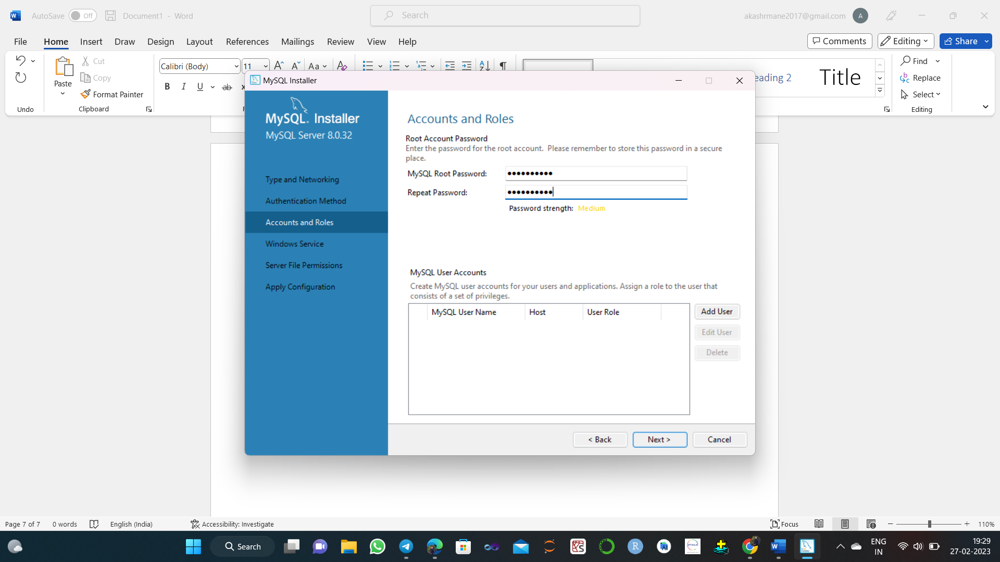 AutoSave Off Document1 - Word Search akashrmane2017@gmail.com A
File Home Insert Draw Design Layout References Mailings Review View Help Comments Editing Share
Paste Cut Copy Format Painter
Calibri (Body) 11 A A Aa A
B I U ab
eading 2 Title
Find
Replace
Select
Undo Clipboard Editing
MySQL Installer
MySQL. Installer
MySQL Server 8.0.32
Type and Networking
Authentication Method
Accounts and Roles
Windows Service
Server File Permissions
Apply Configuration
Accounts and Roles
Root Account Password
Enter the password for the root account. Please remember to store this password in a secure
place.
MySQL Root Password: ●●●●●●●●●●
Repeat Password: ●●●●●●●●●●
Password strength: Medium
MySQL User Accounts
Create MySQL user accounts for your users and applications. Assign a role to the user that
consists of a set of privileges.
MySQL User Name Host User Role
Add User
Edit User
Delete
< Back Next > Cancel
Page 7 of 7 0 words English (India) Accessibility: Investigate Focus 110%
Search
ENG
IN
19:29
27-02-2023